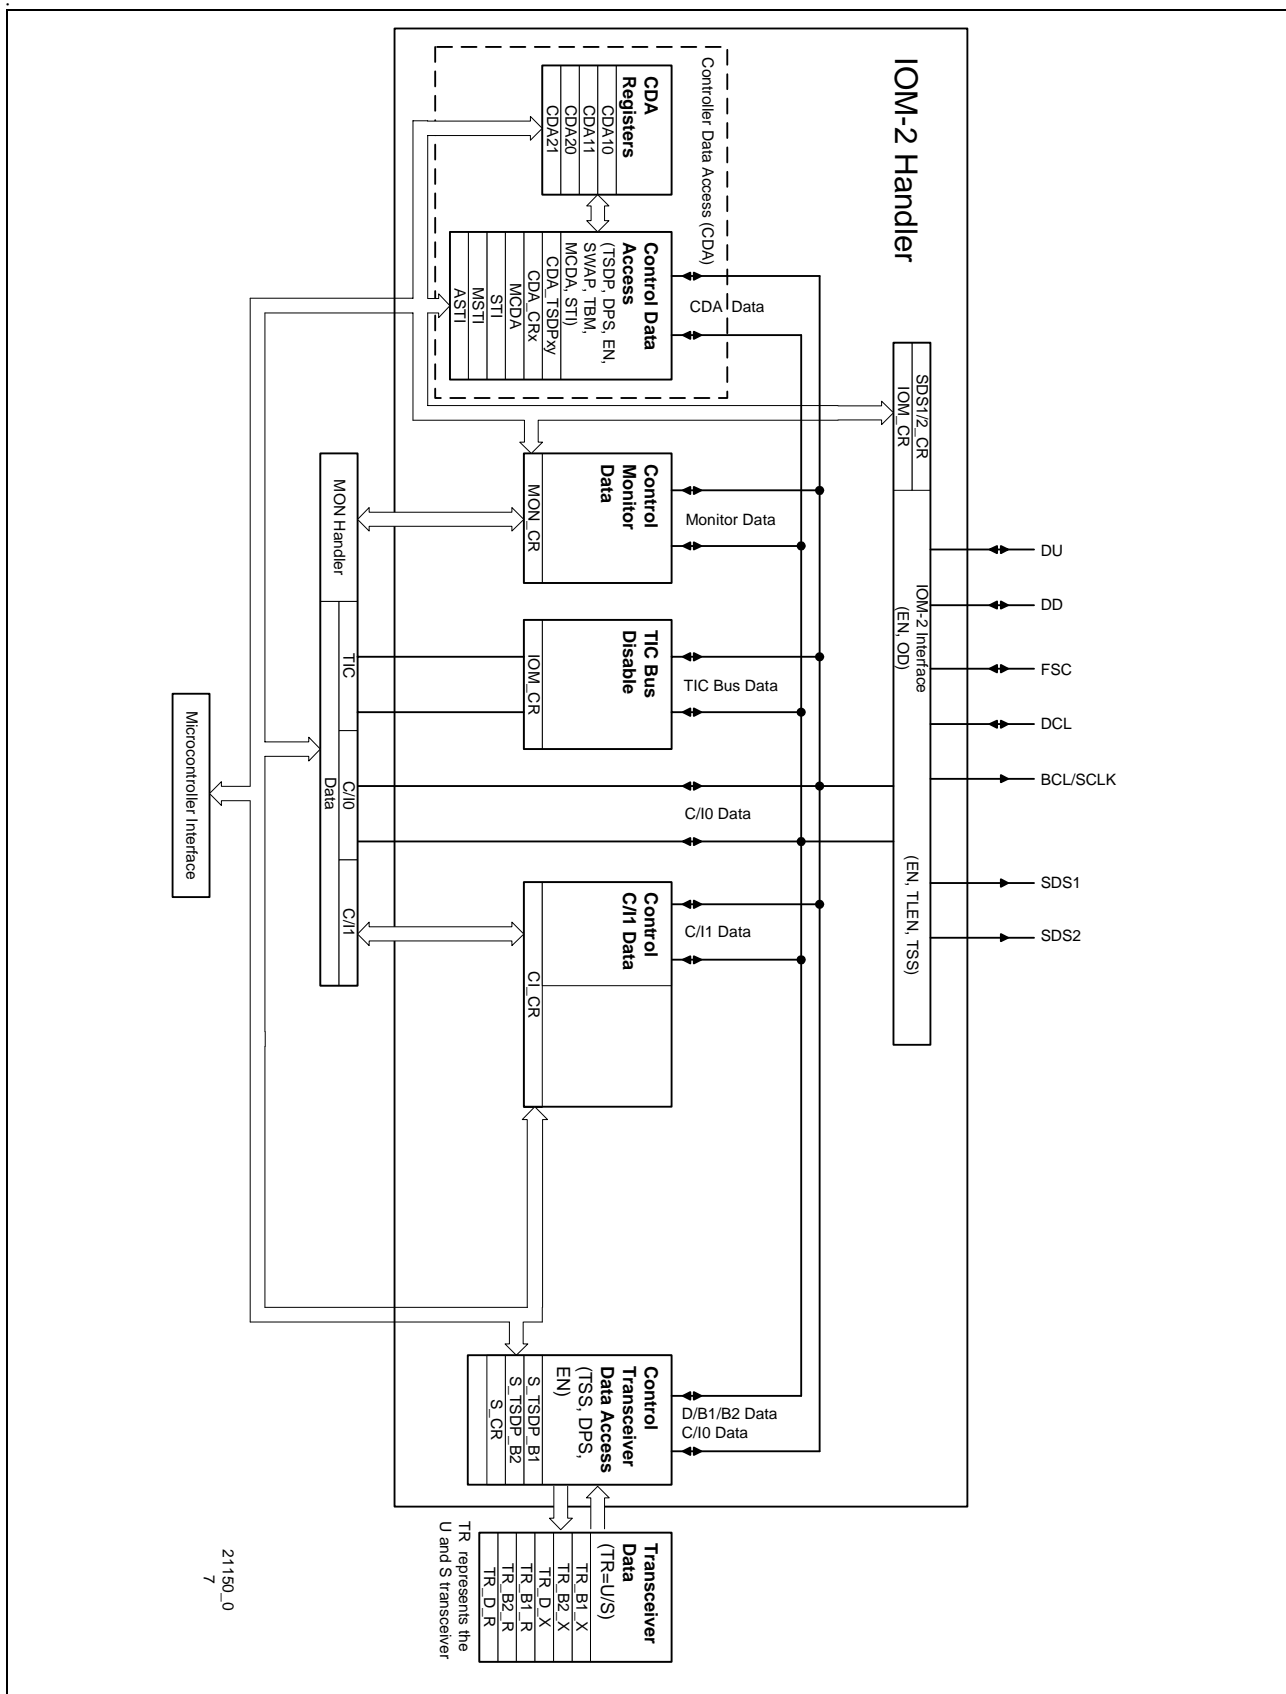 .
IOM-2 Handler
Controller Data Access (CDA)
CDA
Registers
CDA10
CDA11
CDA20
CDA21
Control Data
Access
(TSDP, DPS, EN,
SWAP, TBM,
MCDA, STI)
CDA_TSDPxy
CDA_CRx
MCDA
STI
MSTI
ASTI
CDA Data
SDS1/2_CR
IOM_CR
IOM-2 Interface
(EN, OD)
(EN, TLEN, TSS)
DU
DD
FSC
DCL
BCL/SCLK
SDS1
SDS2
Control
Monitor
Data
MON_CR
Monitor Data
TIC Bus
Disable
IOM_CR
TIC Bus Data
C/I0 Data
Control
C/I1 Data
CI_CR
C/I1 Data
Control
Transceiver
Data Access
(TSS, DPS,
EN)
S_TSDP_B1
S_TSDP_B2
S_CR
D/B1/B2 Data
C/I0 Data
MON Handler
TIC
C/I0
C/I1
Data
Microcontroller Interface
Transceiver
Data
(TR=U/S)
TR_B1_X
TR_B2_X
TR_D_X
TR_B1_R
TR_B2_R
TR_D_R
TR represents the
U and S transceiver
21150_0
7